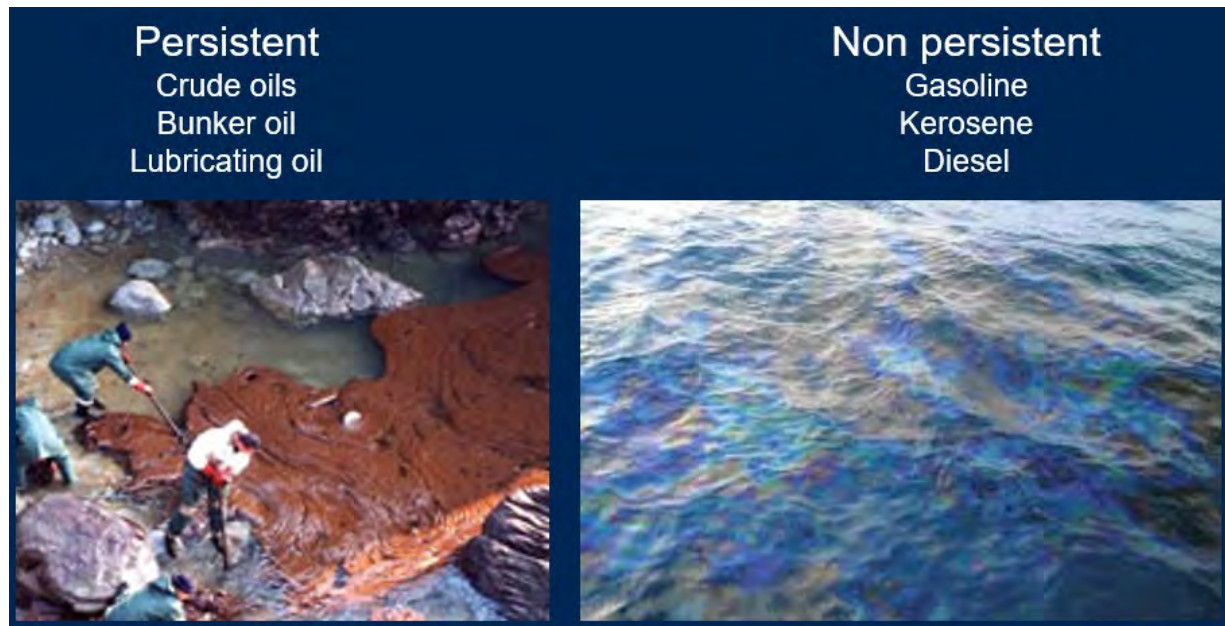 Persistent
Crude oils
Bunker oil
Lubricating oil
Non persistent
Gasoline
Kerosene
Diesel